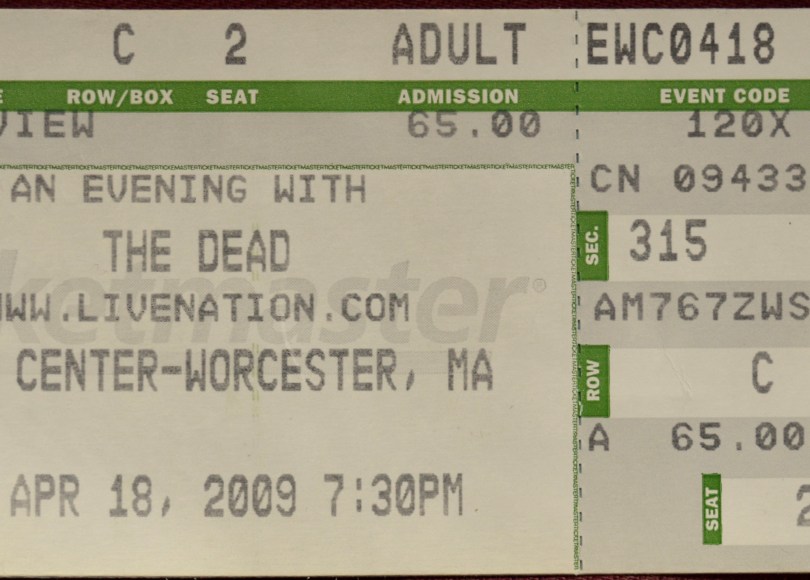 C 2 ADULT
ROW/BOX SEAT ADMISSION
VIEW 65.00
AN EVENING WITH
THE DEAD
WWW.LIVENATION.COM
CENTER-WORCESTER, MA
APR 18, 2009 7:30PM
ketmaster®
EWC0418
EVENT CODE
120X
CN 09433
SEC. 315
AM767ZWS
ROW C
A 65.00
SEAT 2